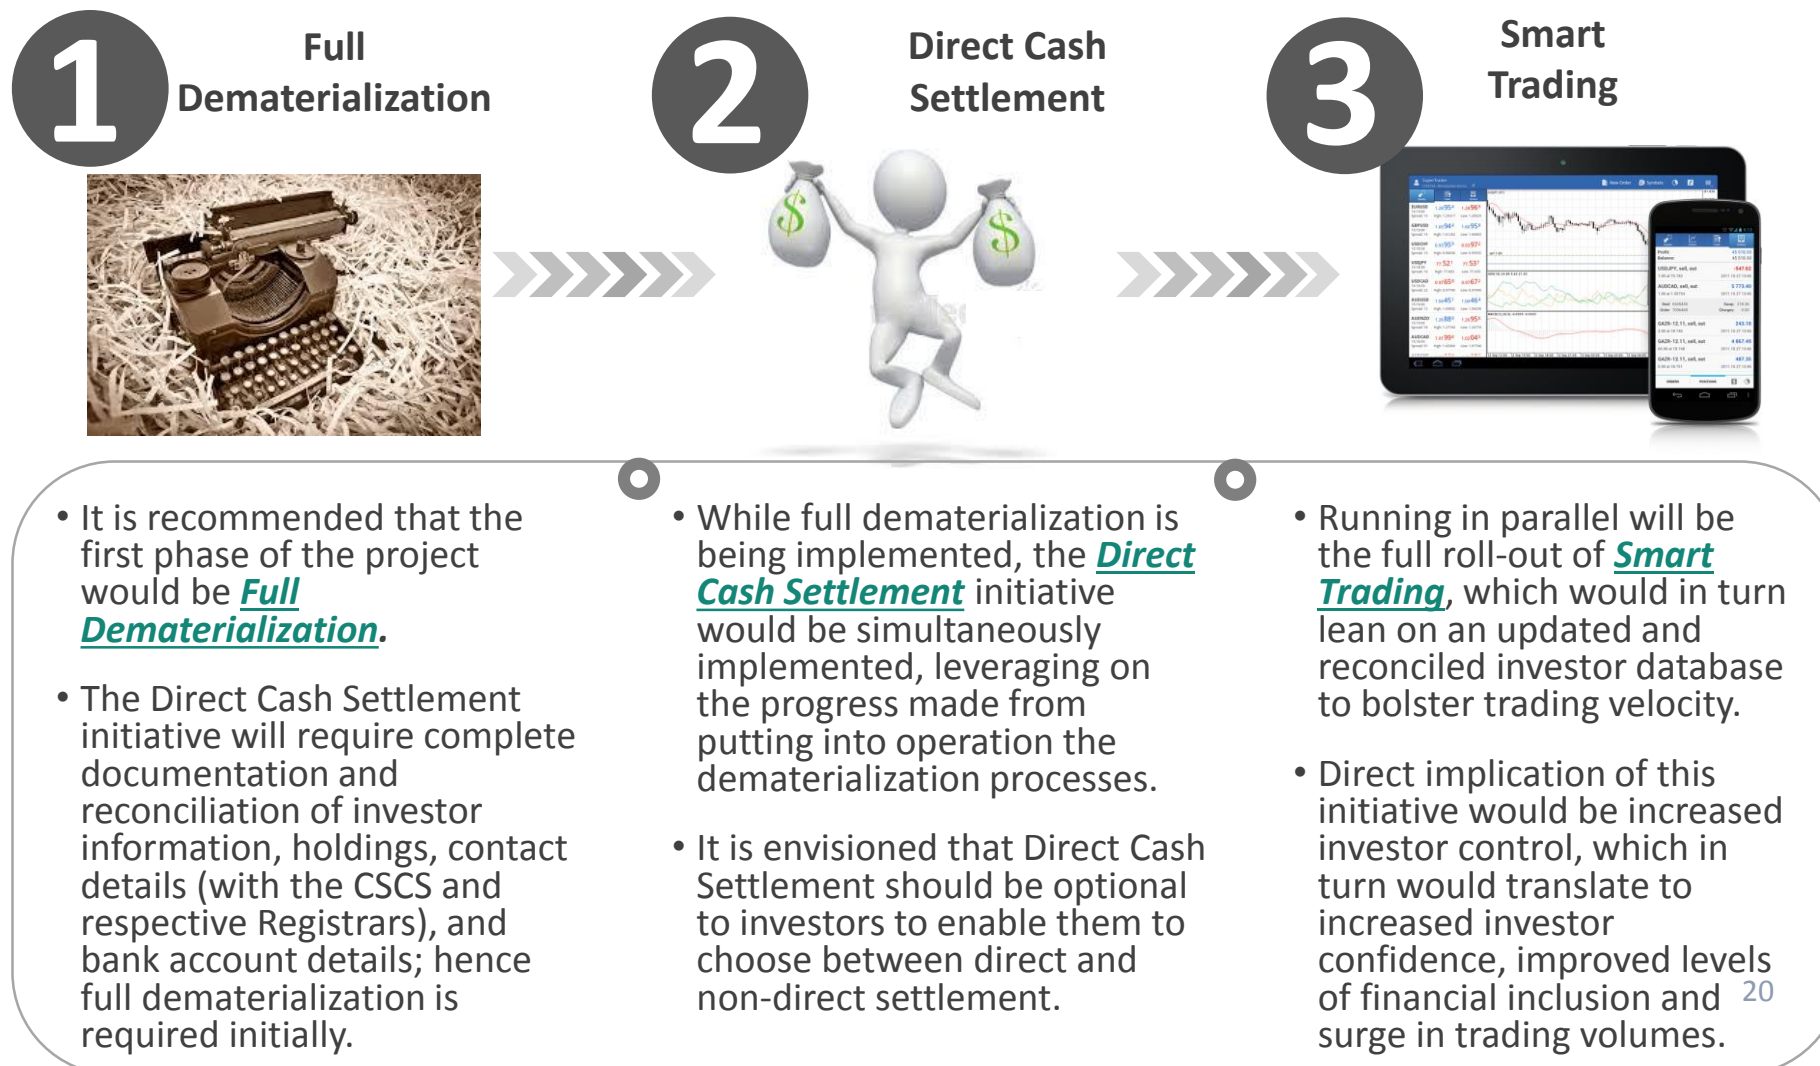 1
Full
Dematerialization
2
Direct Cash
Settlement
3
Smart
Trading
$
$
• It is recommended that the
first phase of the project
would be Full
Dematerialization.
• The Direct Cash Settlement
initiative will require complete
documentation and
reconciliation of investor
information, holdings, contact
details (with the CSCS and
respective Registrars), and
bank account details; hence
full dematerialization is
required initially.
• While full dematerialization is
being implemented, the Direct
Cash Settlement initiative
would be simultaneously
implemented, leveraging on
the progress made from
putting into operation the
dematerialization processes.
• It is envisioned that Direct Cash
Settlement should be optional
to investors to enable them to
choose between direct and
non-direct settlement.
• Running in parallel will be
the full roll-out of Smart
Trading, which would in turn
lean on an updated and
reconciled investor database
to bolster trading velocity.
• Direct implication of this
initiative would be increased
investor control, which in
turn would translate to
increased investor
confidence, improved levels
of financial inclusion and
surge in trading volumes.
20